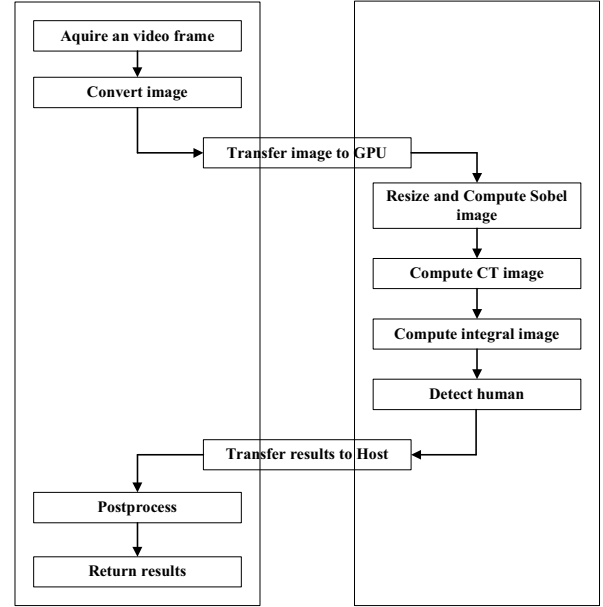 Aquire an video frame
Convert image
Transfer image to GPU
Resize and Compute Sobel
image
Compute CT image
Compute integral image
Detect human
Transfer results to Host
Postprocess
Return results